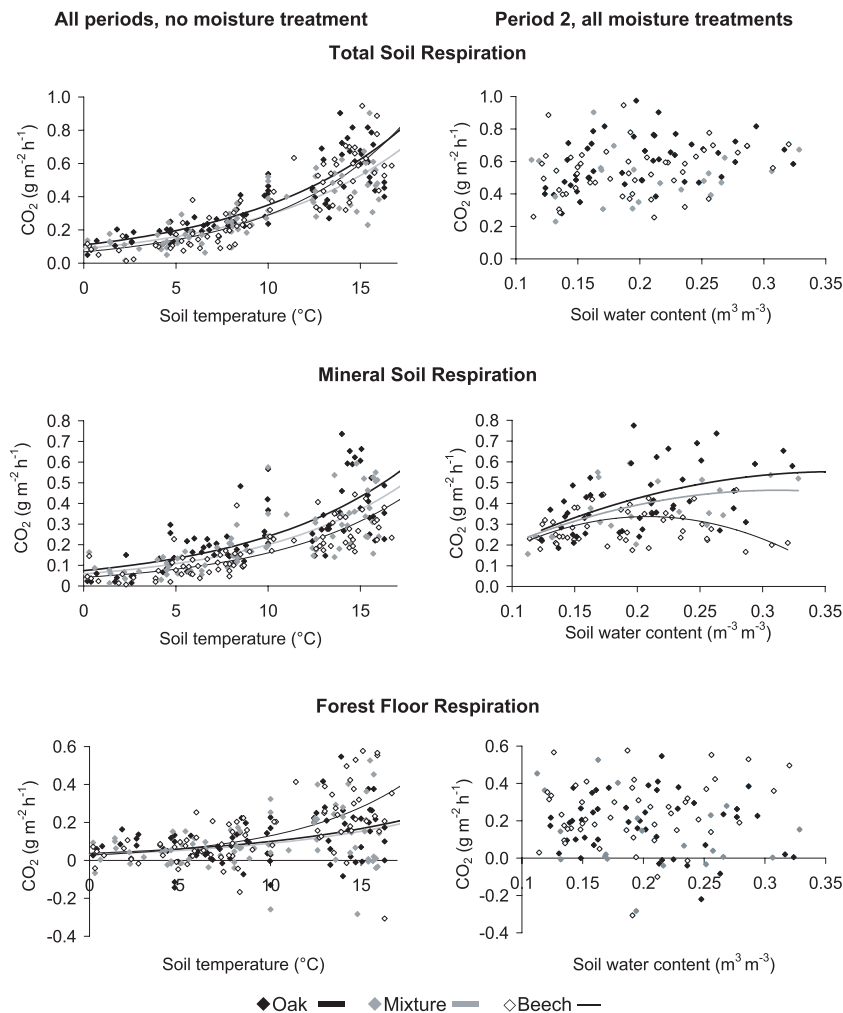 All periods, no moisture treatment
Period 2, all moisture treatments
Total Soil Respiration
CO2 (g m-2 h-1)
1.0
0.8
0.6
0.4
0.2
0.0
0 5 10 15
Soil temperature (°C)
CO2 (g m-2 h-1)
1.0
0.8
0.6
0.4
0.2
0.0
0.1 0.15 0.2 0.25 0.3 0.35
Soil water content (m3 m-3)
Mineral Soil Respiration
CO2 (g m-2 h-1)
0.8
0.7
0.6
0.5
0.4
0.3
0.2
0.1
0
0 5 10 15
Soil temperature (°C)
CO2 (g m-2 h-1)
0.8
0.7
0.6
0.5
0.4
0.3
0.2
0.1
0.0
0.1 0.15 0.2 0.25 0.3 0.35
Soil water content (m-3 m-3)
Forest Floor Respiration
CO2 (g m-2 h-1)
0.6
0.4
0.2
0
-0.2
-0.4
0 5 10 15
Soil temperature (°C)
CO2 (g m-2 h-1)
0.6
0.4
0.2
0.0
-0.2
-0.4
0.1 0.15 0.2 0.25 0.3 0.35
Soil water content (m3 m-3)
Oak Mixture Beech